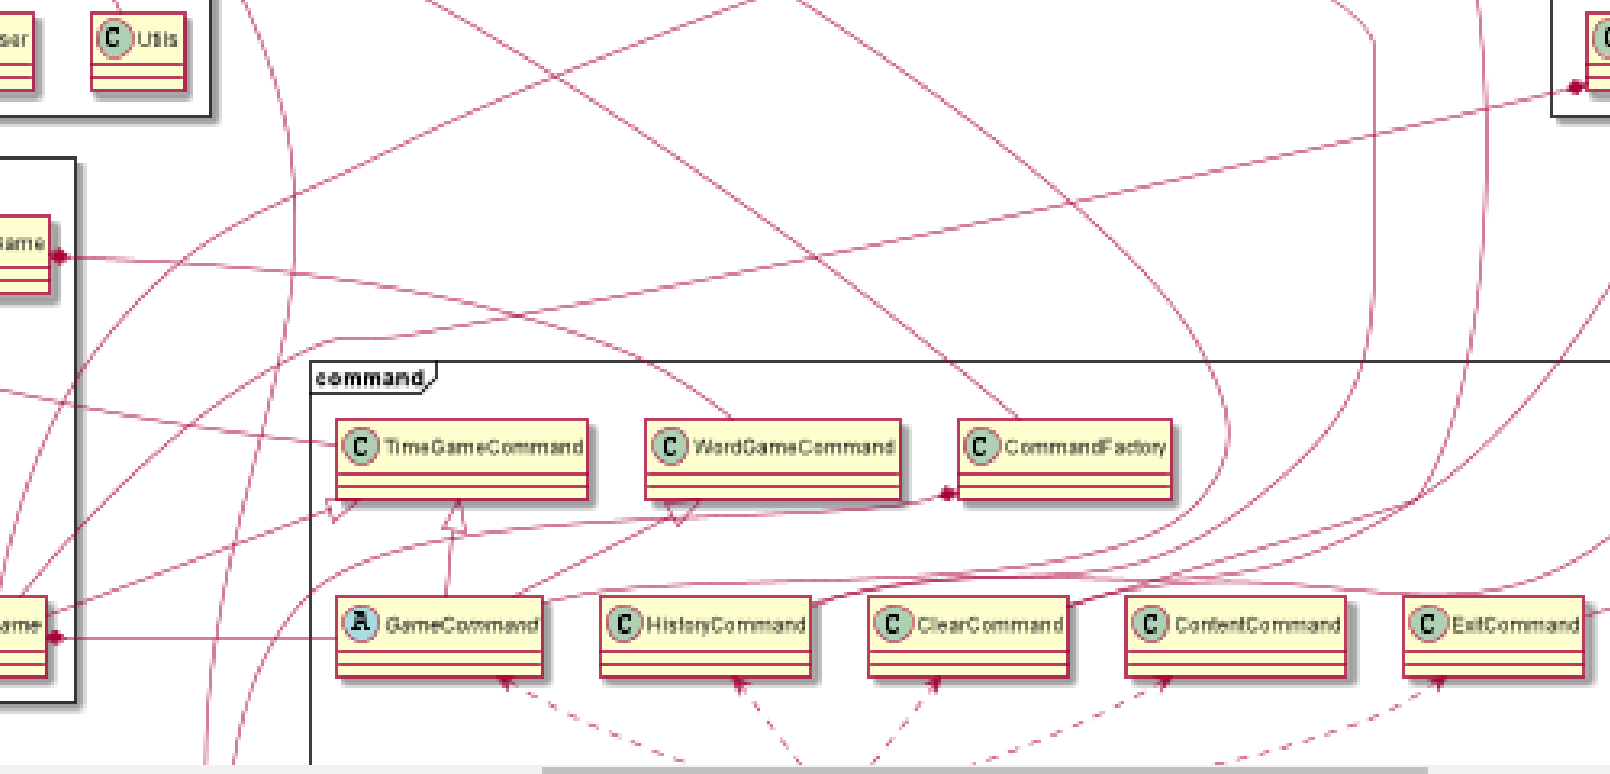 ser
C Utils
C
ame
command
C TimeGameCommand
C WordGameCommand
C CommandFactory
ame
A GameCommand
C HistoryCommand
C ClearCommand
C ContentCommand
C ExitCommand